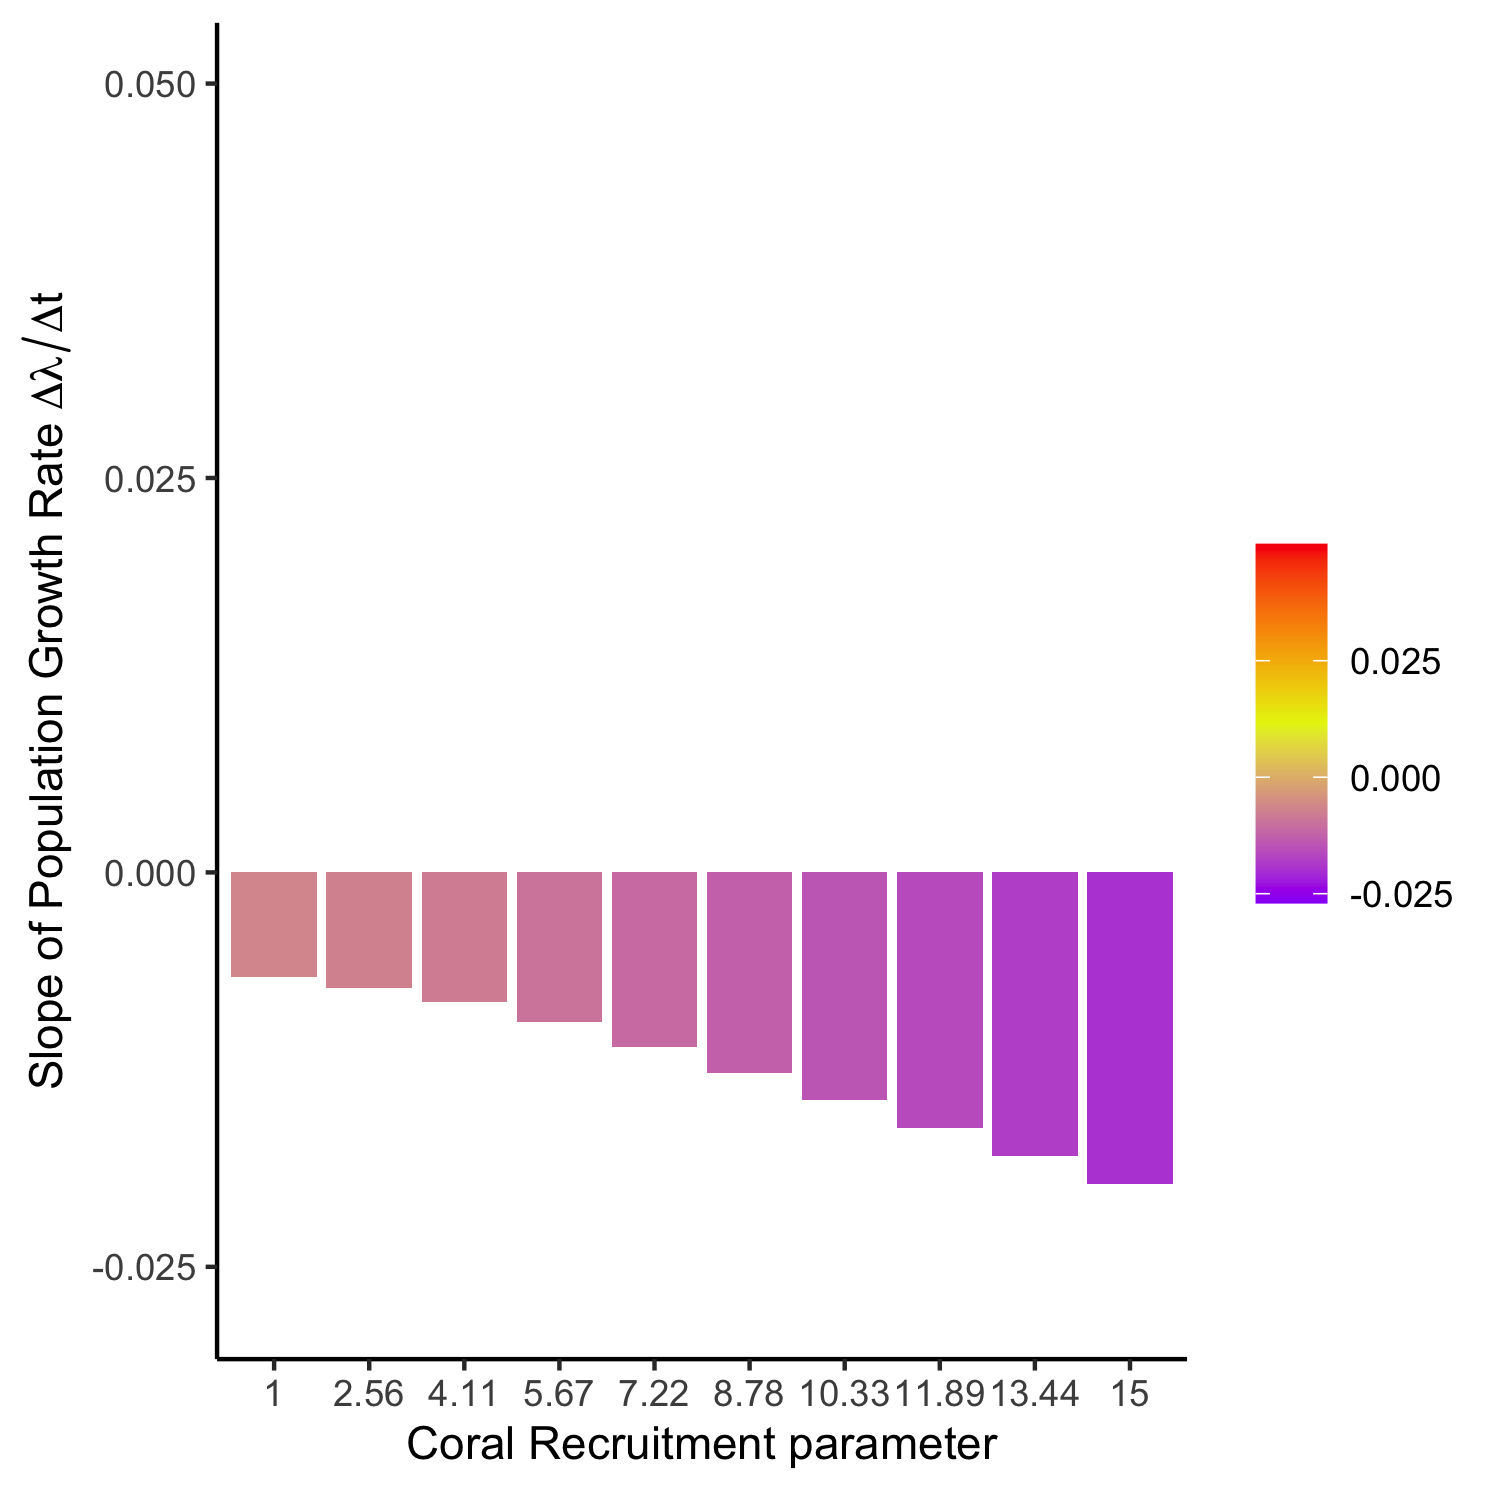 Slope of Population Growth Rate Δλ/Δt
0.050
0.025
0.000
-0.025
1 2.56 4.11 5.67 7.22 8.78 10.33 11.89 13.44 15
Coral Recruitment parameter
0.025
0.000
-0.025